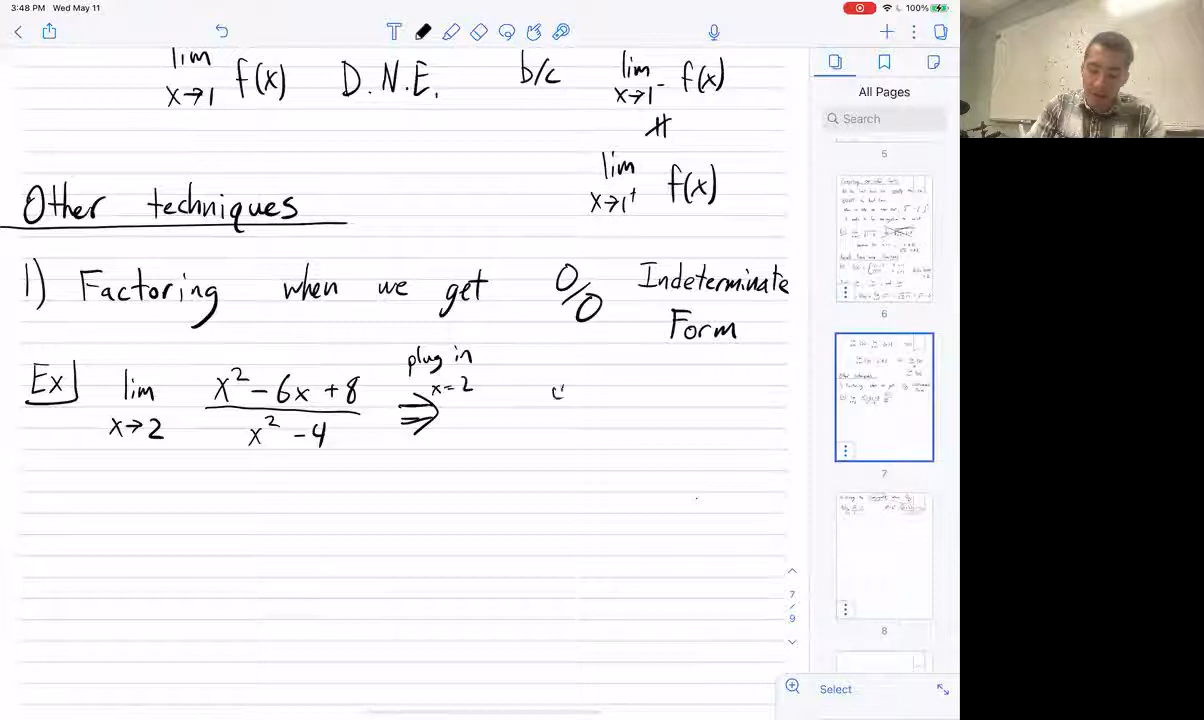 3:48 PM Wed May 11
100%
lim x→1 f(x) D.N.E. b/c lim x→1⁻ f(x)
≠
lim x→1⁺ f(x)
Other techniques
1) Factoring when we get 0/0 Indeterminate
Form
Ex lim x→2 (x² - 6x + 8)/(x² - 4) ⇒ plug in x=2
All Pages
Search
5
6
7
8
7
/
9
Select